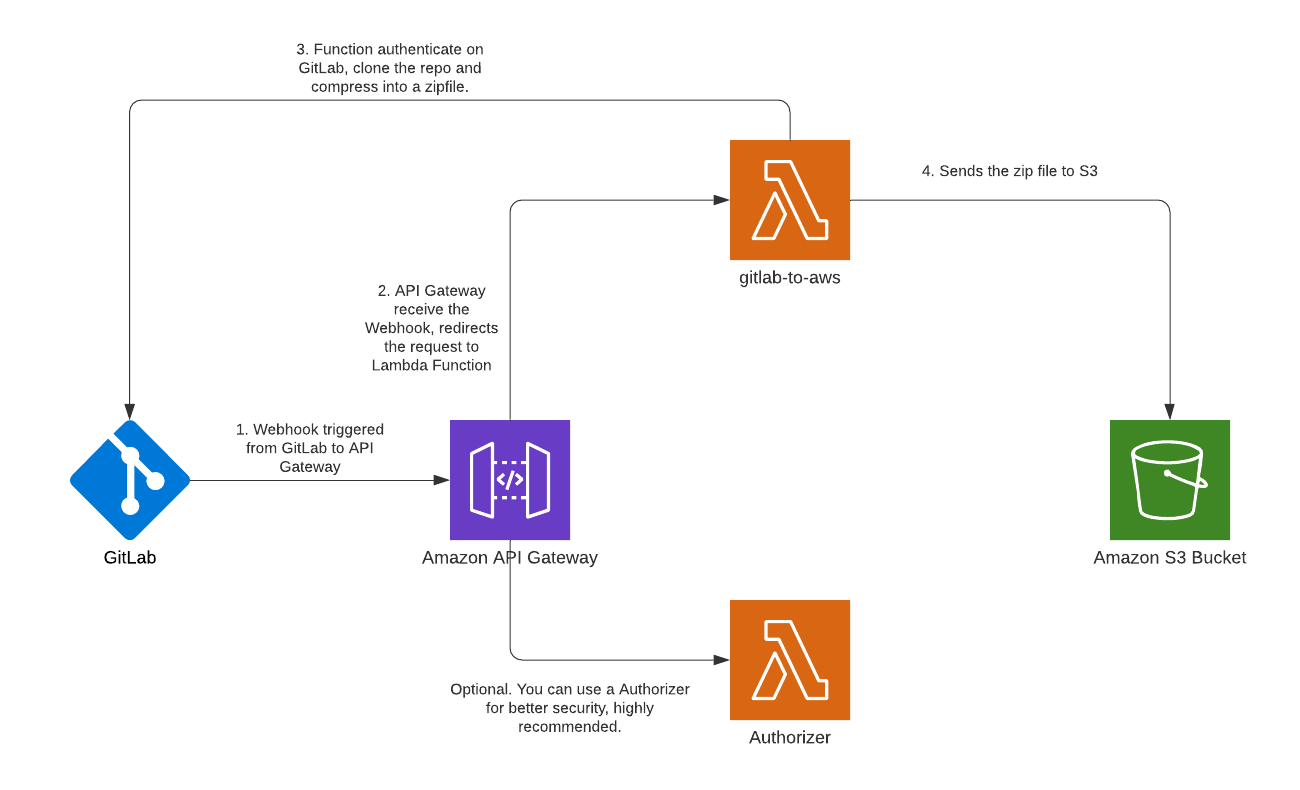 3. Function authenticate on
GitLab, clone the repo and
compress into a zipfile.
4. Sends the zip file to S3
gitlab-to-aws
2. API Gateway
receive the
Webhook, redirects
the request to
Lambda Function
1. Webhook triggered
from GitLab to API
Gateway
</>
GitLab
Amazon API Gateway
Amazon S3 Bucket
Optional. You can use a Authorizer
for better security, highly
recommended.
Authorizer